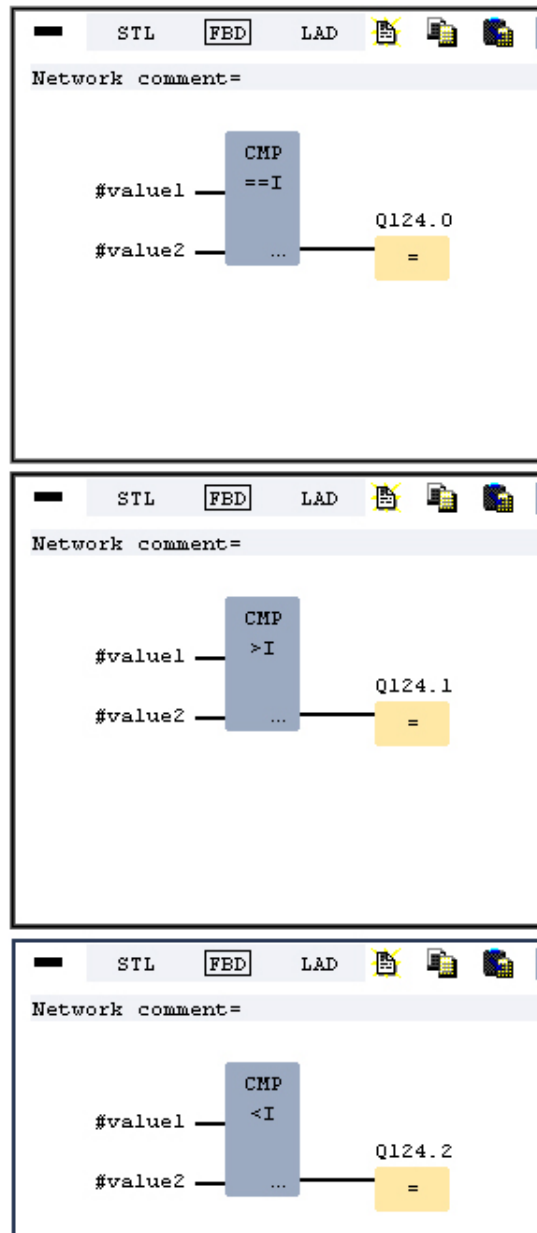 STL FBD LAD
Network comment=
CMP
==I
#value1
Q124.0
#value2 ... =
STL FBD LAD
Network comment=
CMP
>I
#value1
Q124.1
#value2 ... =
STL FBD LAD
Network comment=
CMP
<I
#value1
Q124.2
#value2 ... =